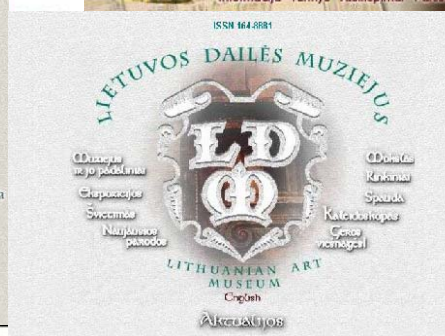 ISSN 164-8881
LIETUVOS DAILĖS MUZIEJUS
LDM
Muziejus
ir jo padaliniai
Ekspozicijos
Švietimas
Naujausios
parodos
Mokslas
Rinkiniai
Spauda
Kaleidoskopas
Geros
LITHUANIAN ART
MUSEUM
English
Aktualijos